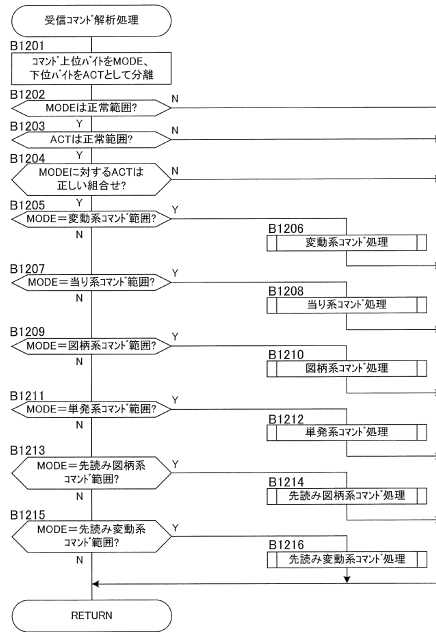 受信コマンド解析処理
B1201
コマンド上位バイトをMODE、
下位バイトをACTとして分離
B1202
MODEは正常範囲?
N
Y
B1203
ACTは正常範囲?
N
Y
B1204
MODEに対するACTは
正しい組合せ?
N
Y
B1205
MODE=変動系コマンド範囲?
Y
N
B1206
変動系コマンド処理
B1207
MODE=当り系コマンド範囲?
Y
N
B1208
当り系コマンド処理
B1209
MODE=図柄系コマンド範囲?
Y
N
B1210
図柄系コマンド処理
B1211
MODE=単発系コマンド範囲?
Y
N
B1212
単発系コマンド処理
B1213
MODE=先読み図柄系
コマンド範囲?
Y
N
B1214
先読み図柄系コマンド処理
B1215
MODE=先読み変動系
コマンド範囲?
Y
N
B1216
先読み変動系コマンド処理
RETURN